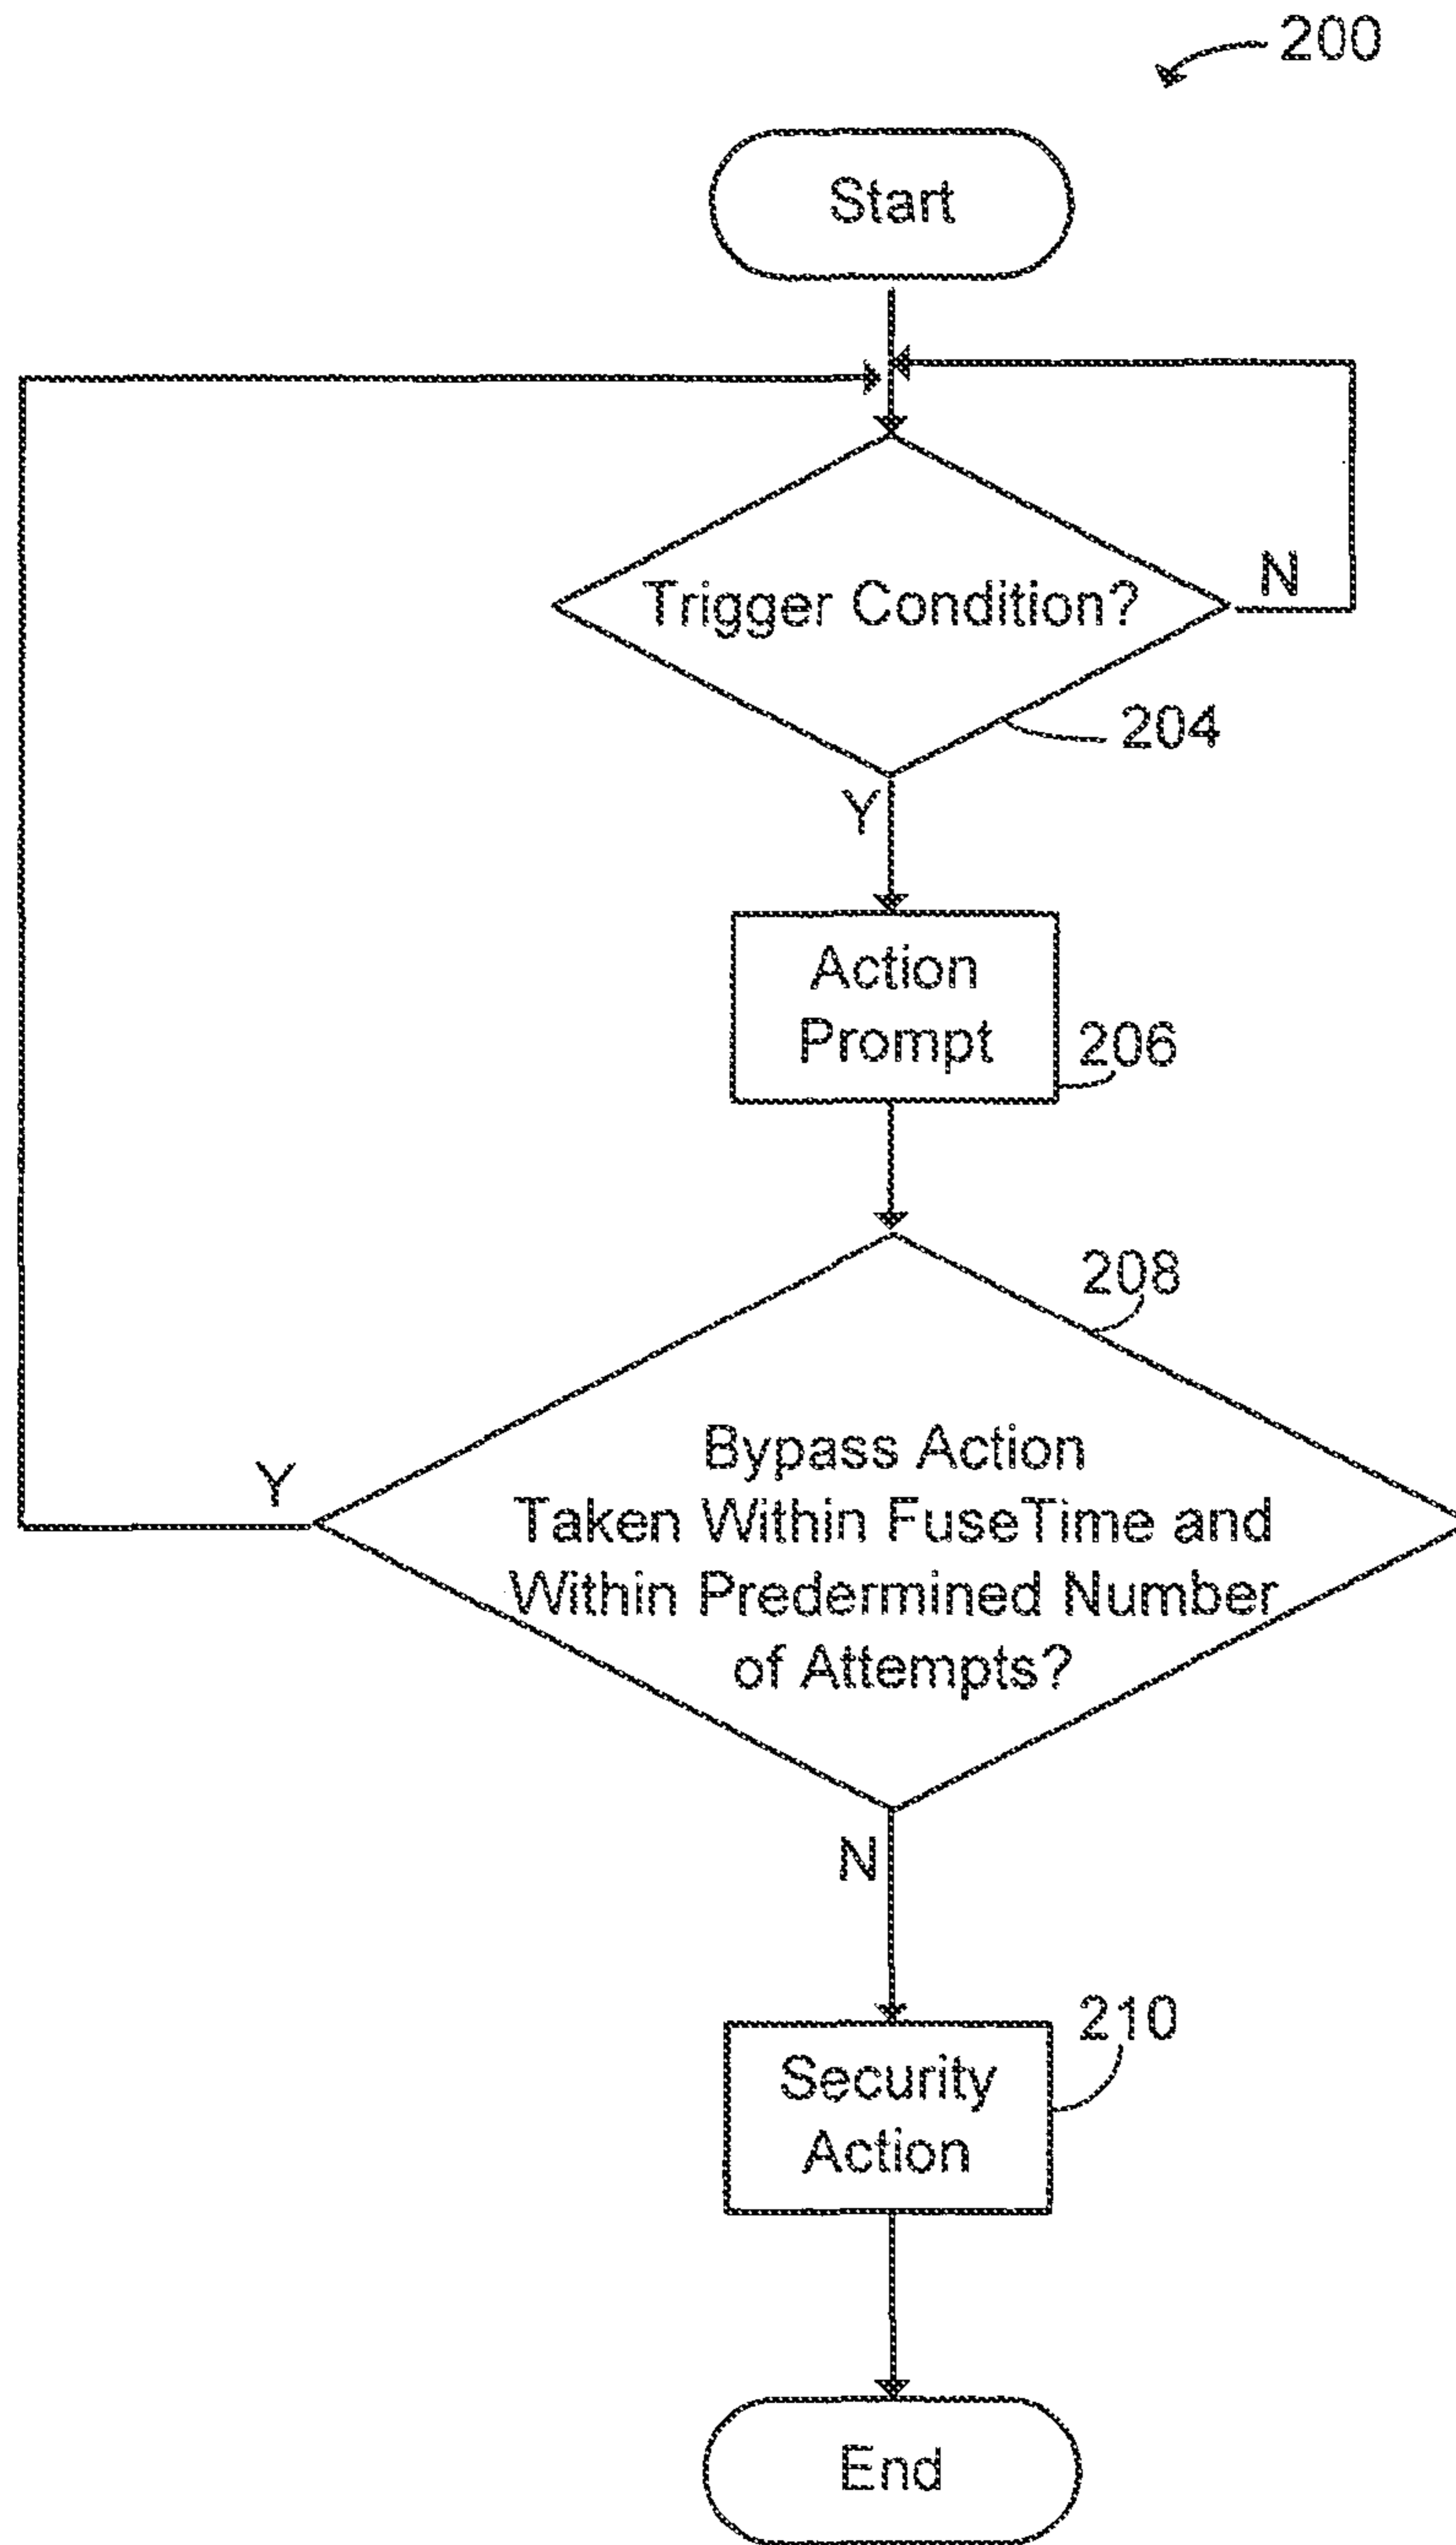 200
Start
Trigger Condition?
N
204
Y
Action
Prompt
206
208
Bypass Action
Taken Within FuseTime and
Within Predermined Number
of Attempts?
Y
N
210
Security
Action
End